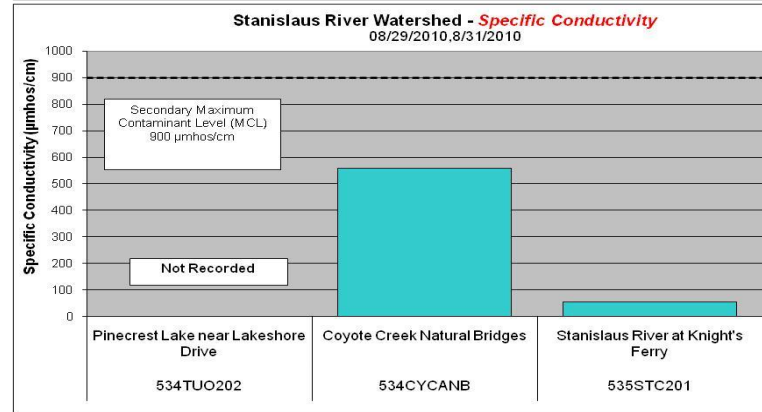 Stanislaus River Watershed - Specific Conductivity
08/29/2010,8/31/2010
Specific Conductivity (µmhos/cm)
1000
900
800
700
600
500
400
300
200
100
0
Secondary Maximum
Contaminant Level (MCL)
900 µmhos/cm
Not Recorded
Pinecrest Lake near Lakeshore
Drive
534TUO202
Coyote Creek Natural Bridges
534CYCANB
Stanislaus River at Knight's
Ferry
535STC201